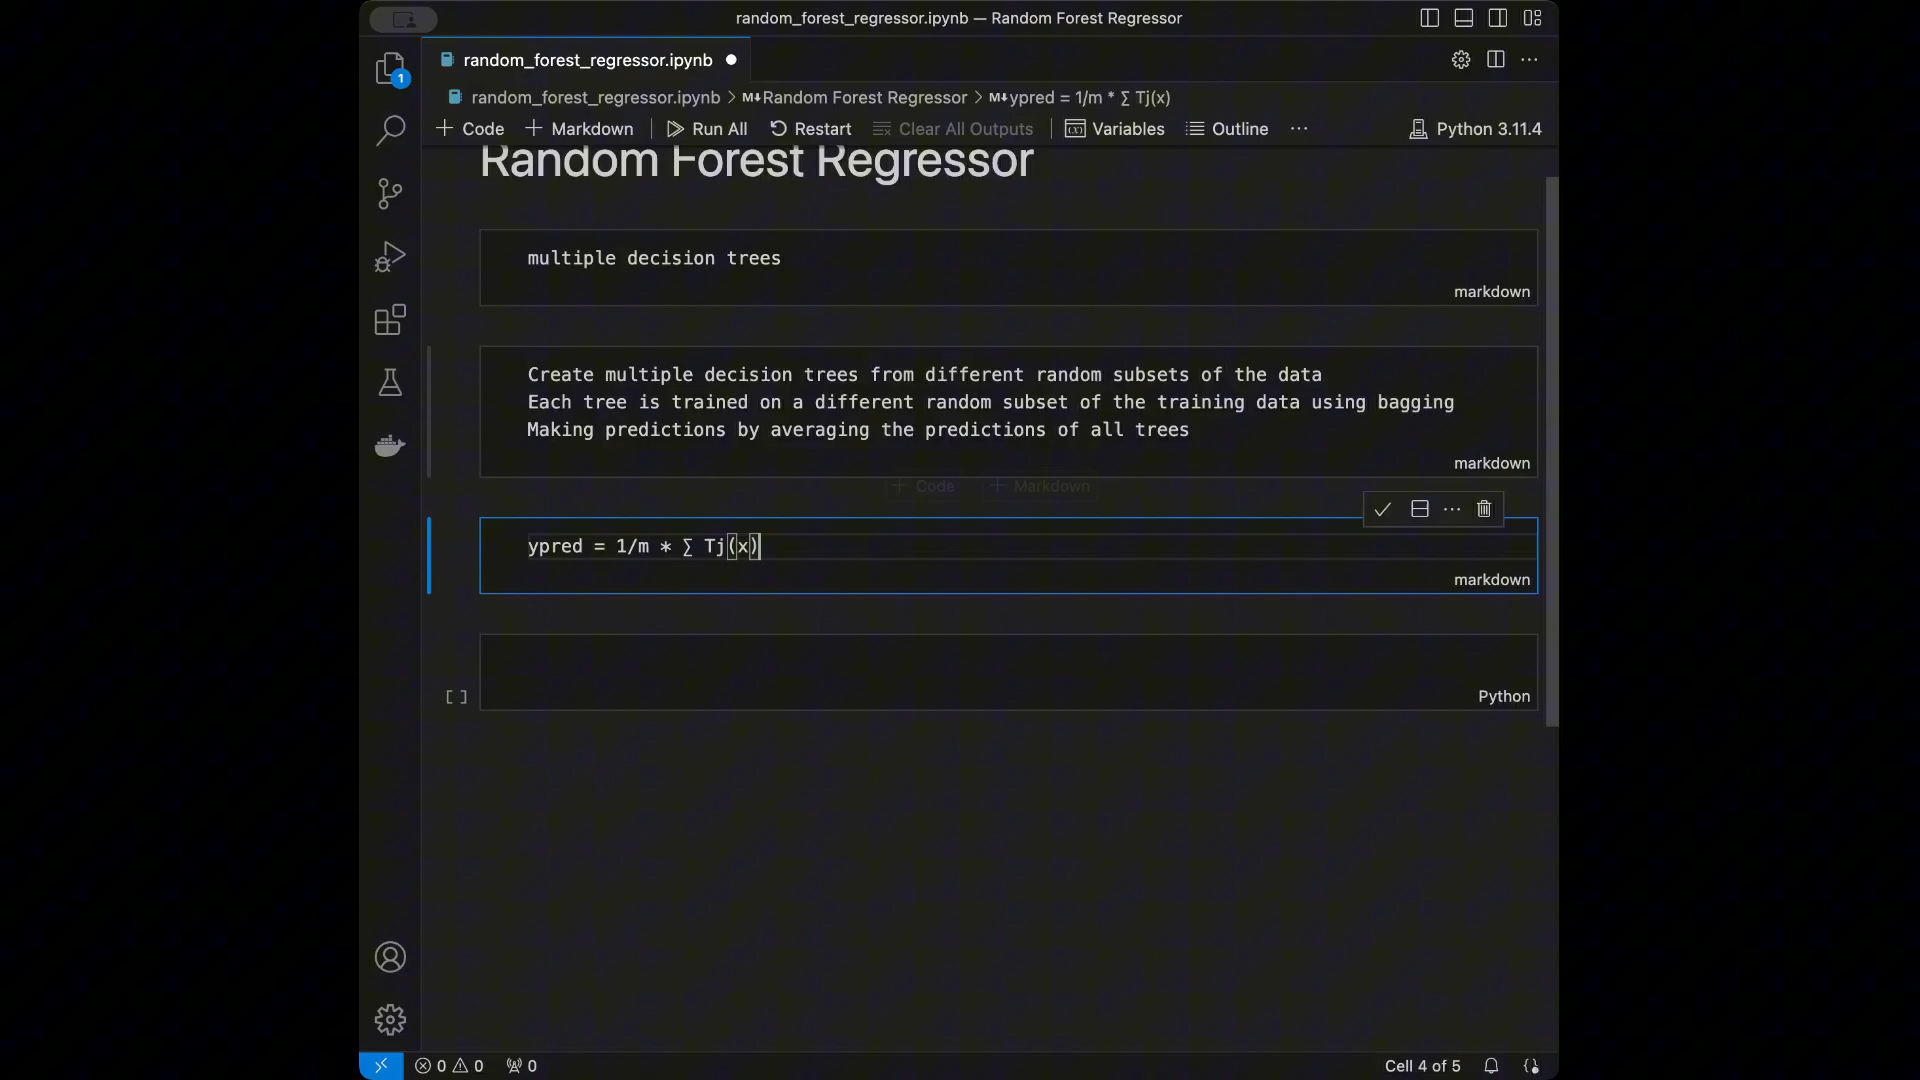 random_forest_regressor.ipynb — Random Forest Regressor
1
random_forest_regressor.ipynb
random_forest_regressor.ipynb > M↓Random Forest Regressor > M↓ypred = 1/m * ∑ Tj(x)
+ Code + Markdown Run All Restart Clear All Outputs Variables Outline ··· Python 3.11.4
Random Forest Regressor
multiple decision trees
markdown
Create multiple decision trees from different random subsets of the data
Each tree is trained on a different random subset of the training data using bagging
Making predictions by averaging the predictions of all trees
markdown
+ Code + Markdown
ypred = 1/m * ∑ Tj(x)
markdown
[ ]
Python
0 0 0 Cell 4 of 5